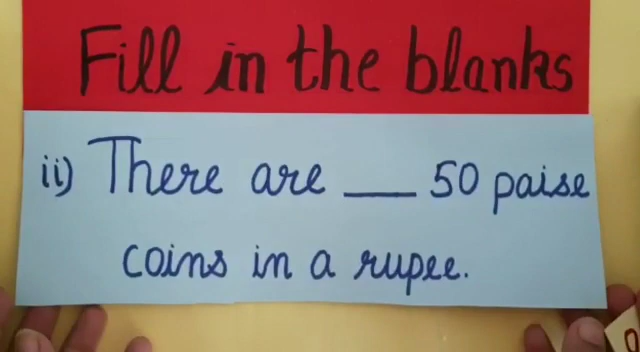 Fill in the blanks
ii) There are ___ 50 paise
coins in a rupee.